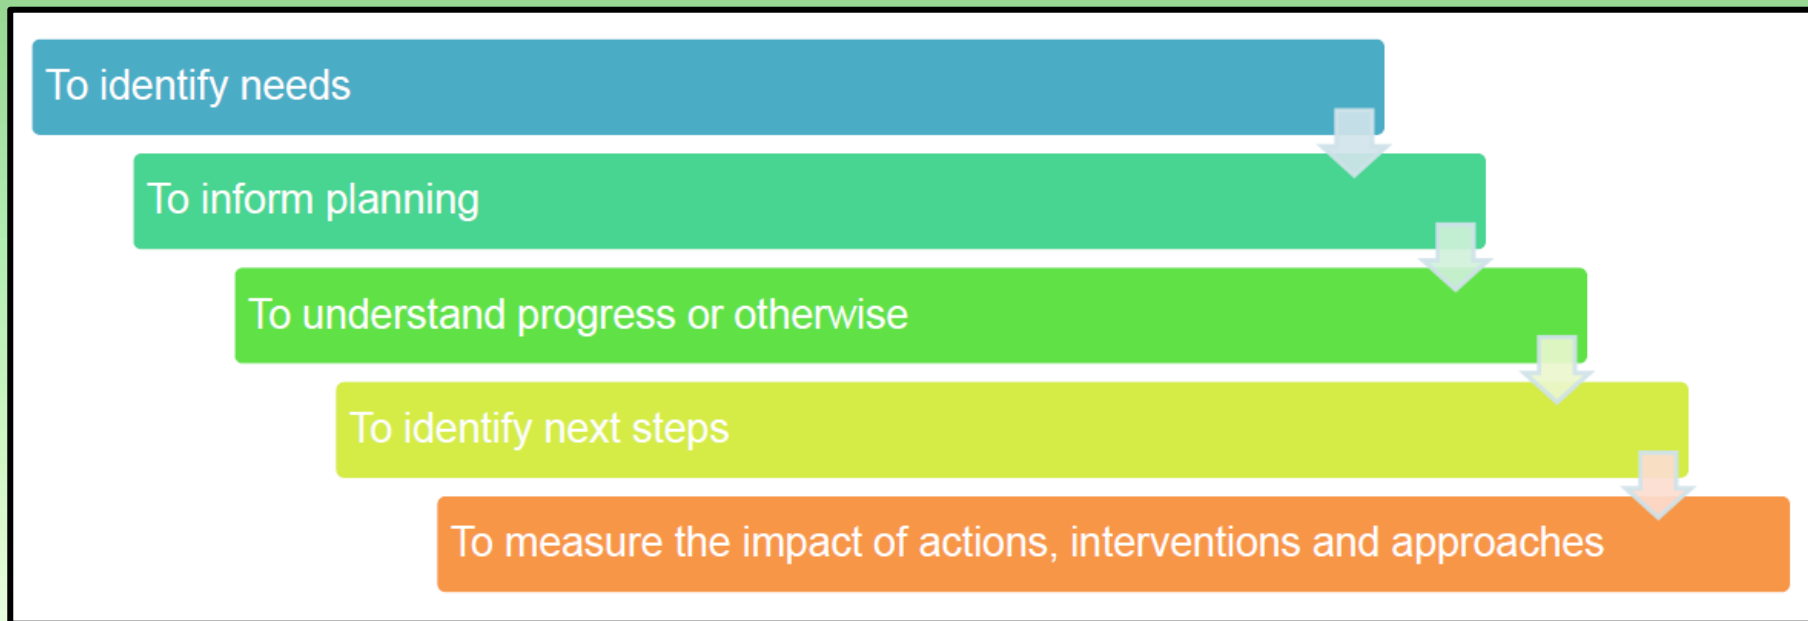 To identify needs
To inform planning
To understand progress or otherwise
To identify next steps
To measure the impact of actions, interventions and approaches